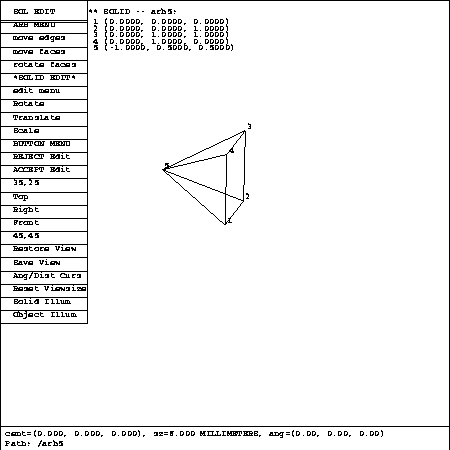 SOL EDIT
ARB MENU
move edges
move faces
rotate faces
*SOLID EDIT*
edit menu
Rotate
Translate
Scale
BUTTON MENU
REJECT Edit
ACCEPT Edit
35,25
Top
Right
Front
45,45
Restore View
Save View
Ang/Dist Curs
Reset Viewsize
Solid Illum
Object Illum
** SOLID -- arb5:
1 (0.0000, 0.0000, 0.0000)
2 (0.0000, 0.0000, 1.0000)
3 (0.0000, 1.0000, 1.0000)
4 (0.0000, 1.0000, 0.0000)
5 (-1.0000, 0.5000, 0.5000)
3
4
5
2
1
cent=(0.000, 0.000, 0.000), sz=8.000 MILLIMETERS, ang=(0.00, 0.00, 0.00)
Path: /arb5